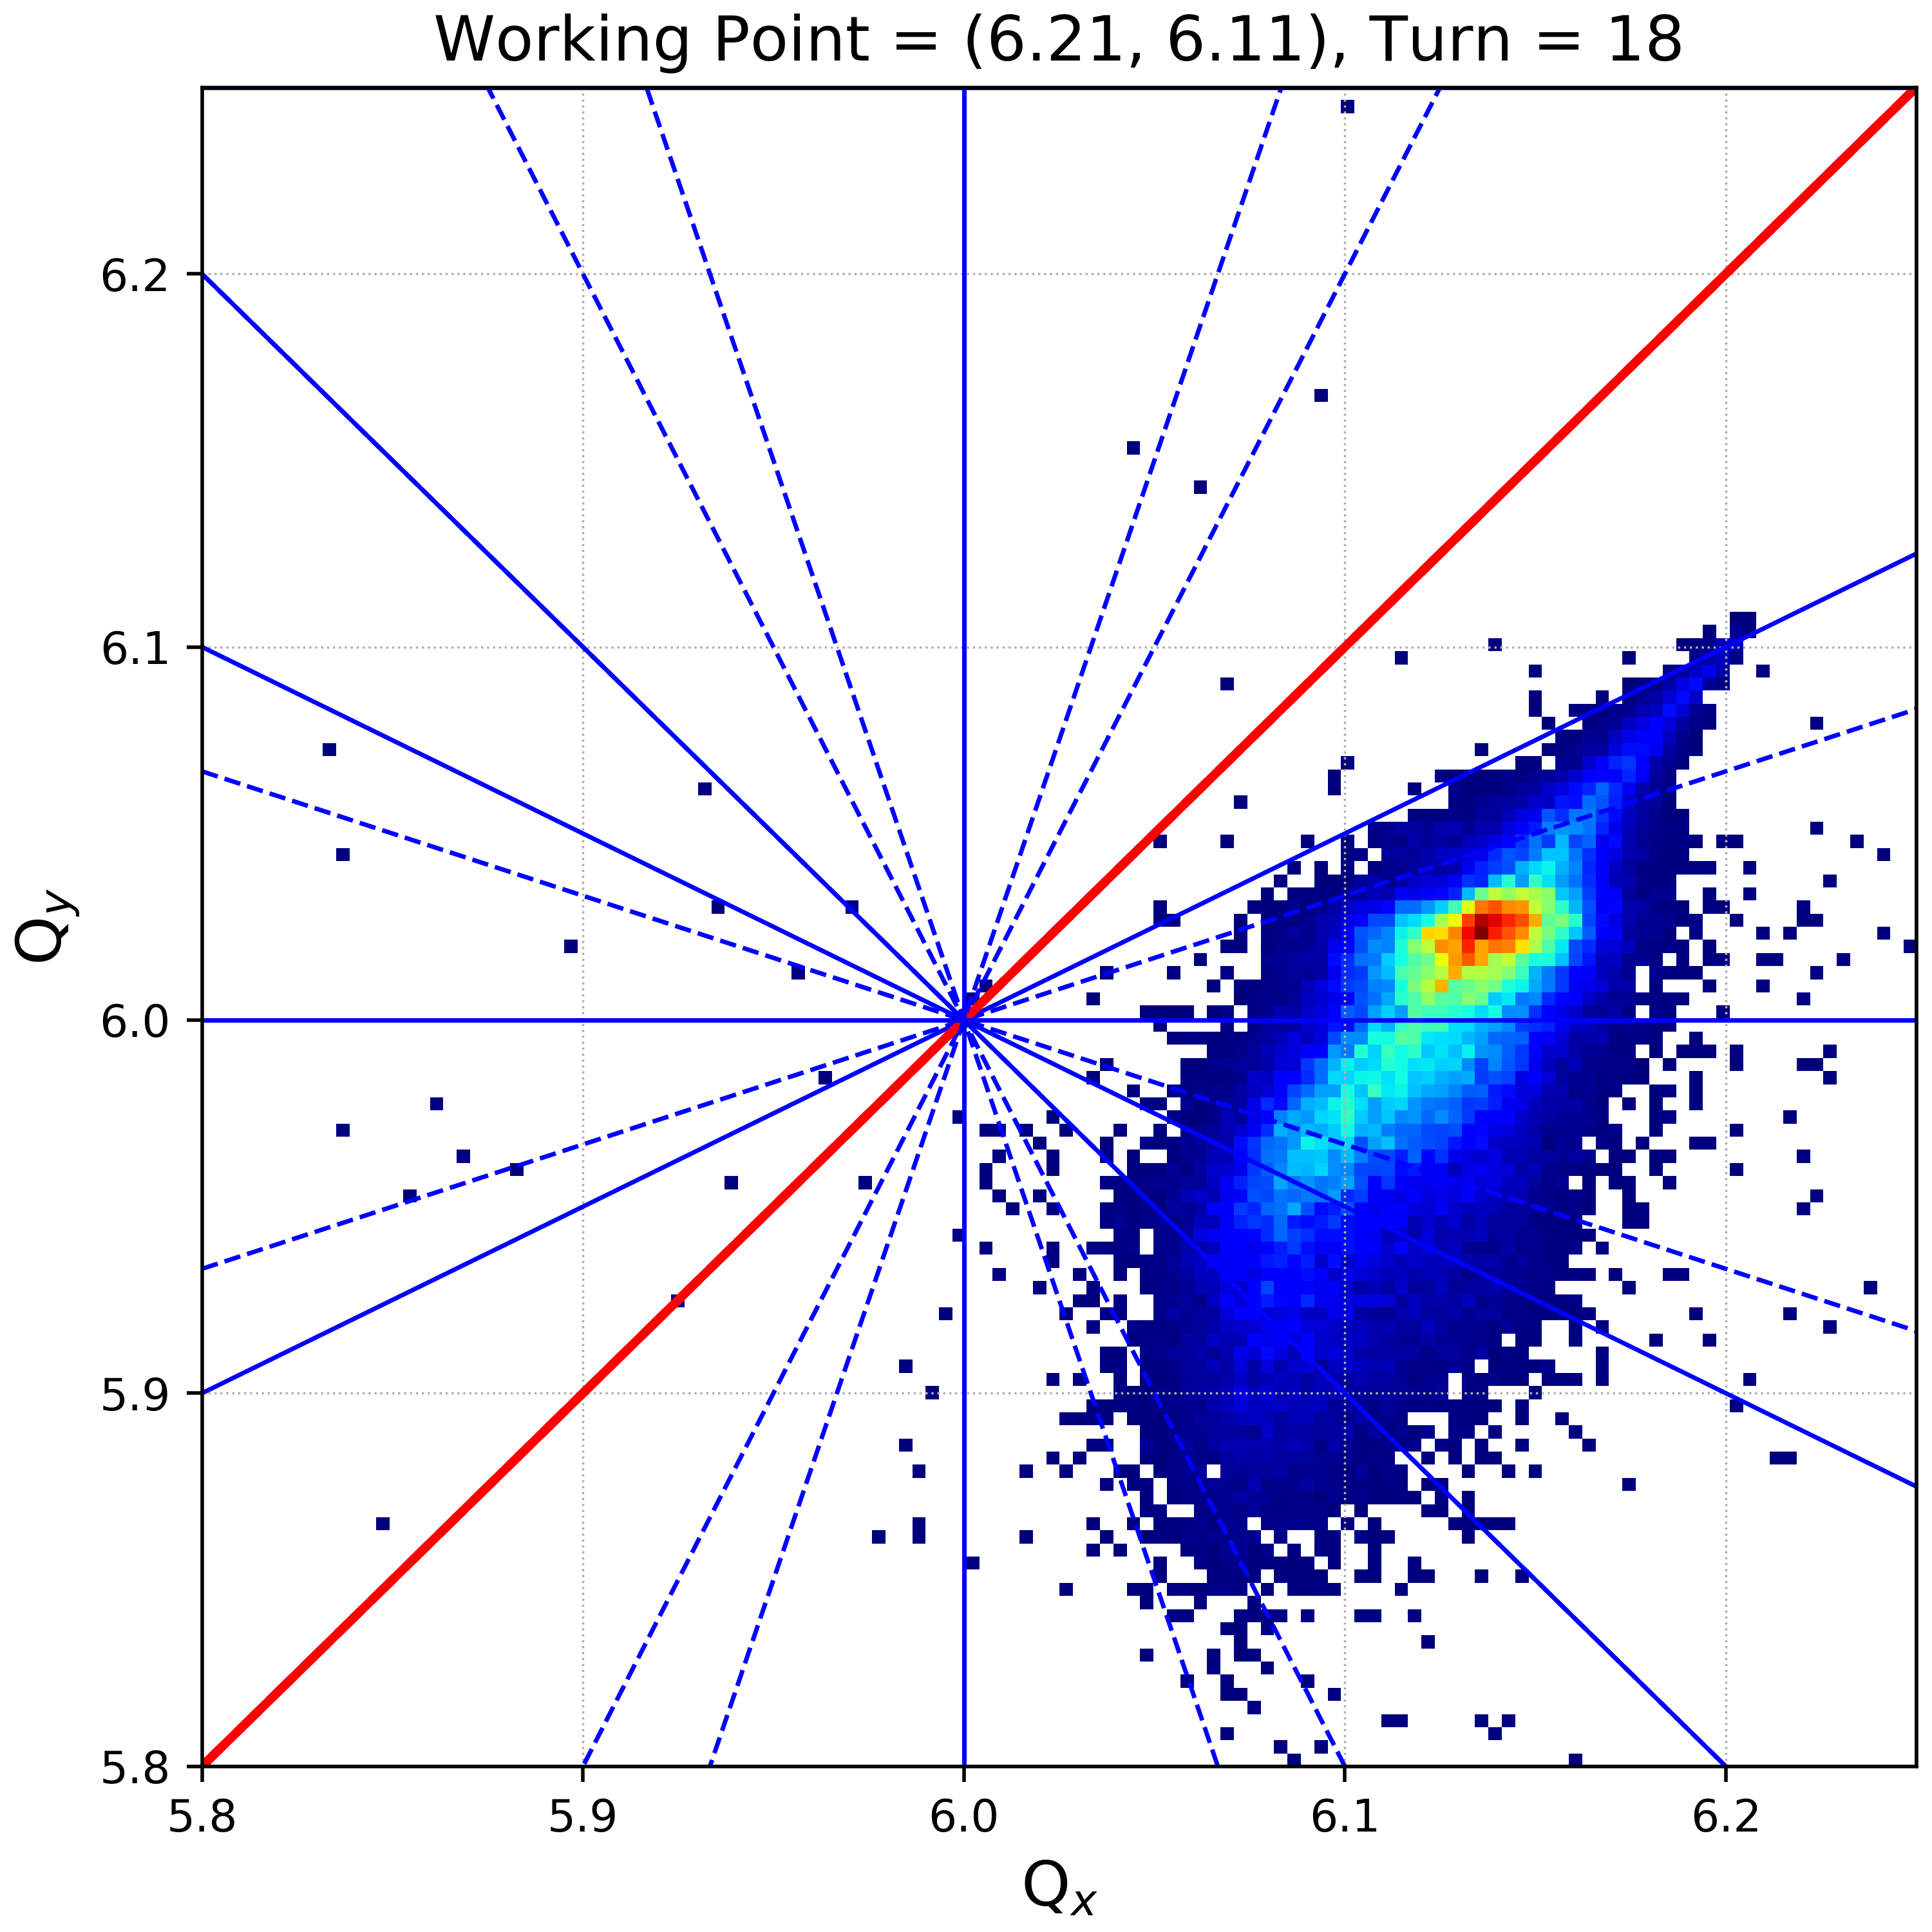 Working Point = (6.21, 6.11), Turn = 18
6.2
6.1
6.0
5.9
5.8
Qy
5.8 5.9 6.0 6.1 6.2
Qx